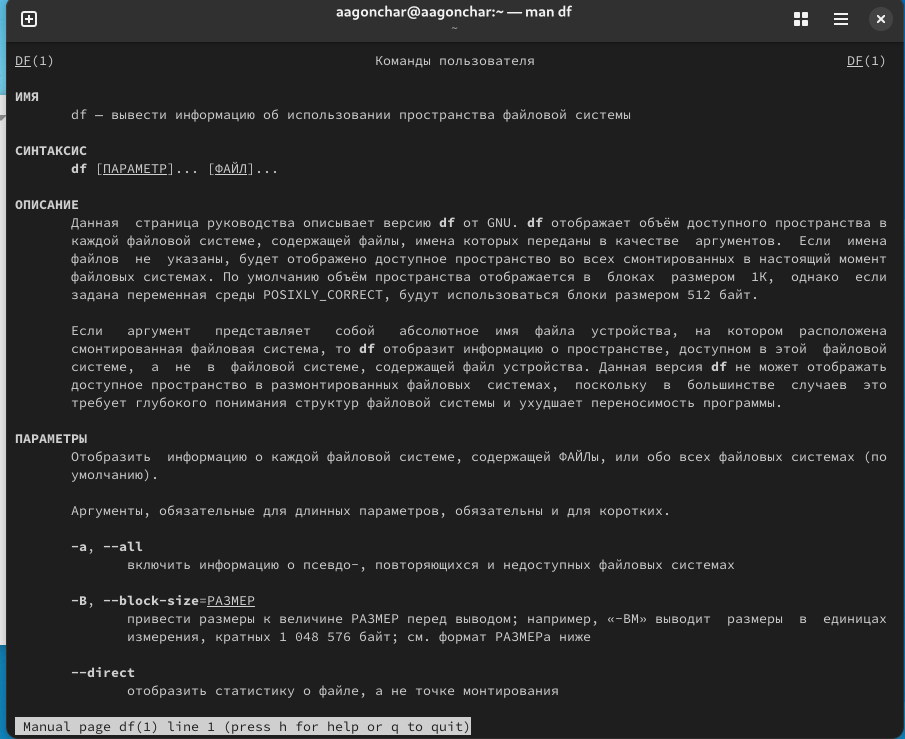 aagonchar@aagonchar:~ — man df
~
DF(1) Команды пользователя DF(1)
ИМЯ
df — вывести информацию об использовании пространства файловой системы
СИНТАКСИС
df [ПАРАМЕТР]... [ФАЙЛ]...
ОПИСАНИЕ
Данная страница руководства описывает версию df от GNU. df отображает объём доступного пространства в
каждой файловой системе, содержащей файлы, имена которых переданы в качестве аргументов. Если имена
файлов не указаны, будет отображено доступное пространство во всех смонтированных в настоящий момент
файловых системах. По умолчанию объём пространства отображается в блоках размером 1K, однако если
задана переменная среды POSIXLY_CORRECT, будут использоваться блоки размером 512 байт.
Если аргумент представляет собой абсолютное имя файла устройства, на котором расположена
смонтированная файловая система, то df отобразит информацию о пространстве, доступном в этой файловой
системе, а не в файловой системе, содержащей файл устройства. Данная версия df не может отображать
доступное пространство в размонтированных файловых системах, поскольку в большинстве случаев это
требует глубокого понимания структур файловой системы и ухудшает переносимость программы.
ПАРАМЕТРЫ
Отобразить информацию о каждой файловой системе, содержащей ФАЙЛы, или обо всех файловых системах (по
умолчанию).
Аргументы, обязательные для длинных параметров, обязательны и для коротких.
-a, --all
включить информацию о псевдо-, повторяющихся и недоступных файловых системах
-B, --block-size=РАЗМЕР
привести размеры к величине РАЗМЕР перед выводом; например, «-BM» выводит размеры в единицах
измерения, кратных 1 048 576 байт; см. формат РАЗМЕРа ниже
--direct
отобразить статистику о файле, а не точке монтирования
Manual page df(1) line 1 (press h for help or q to quit)